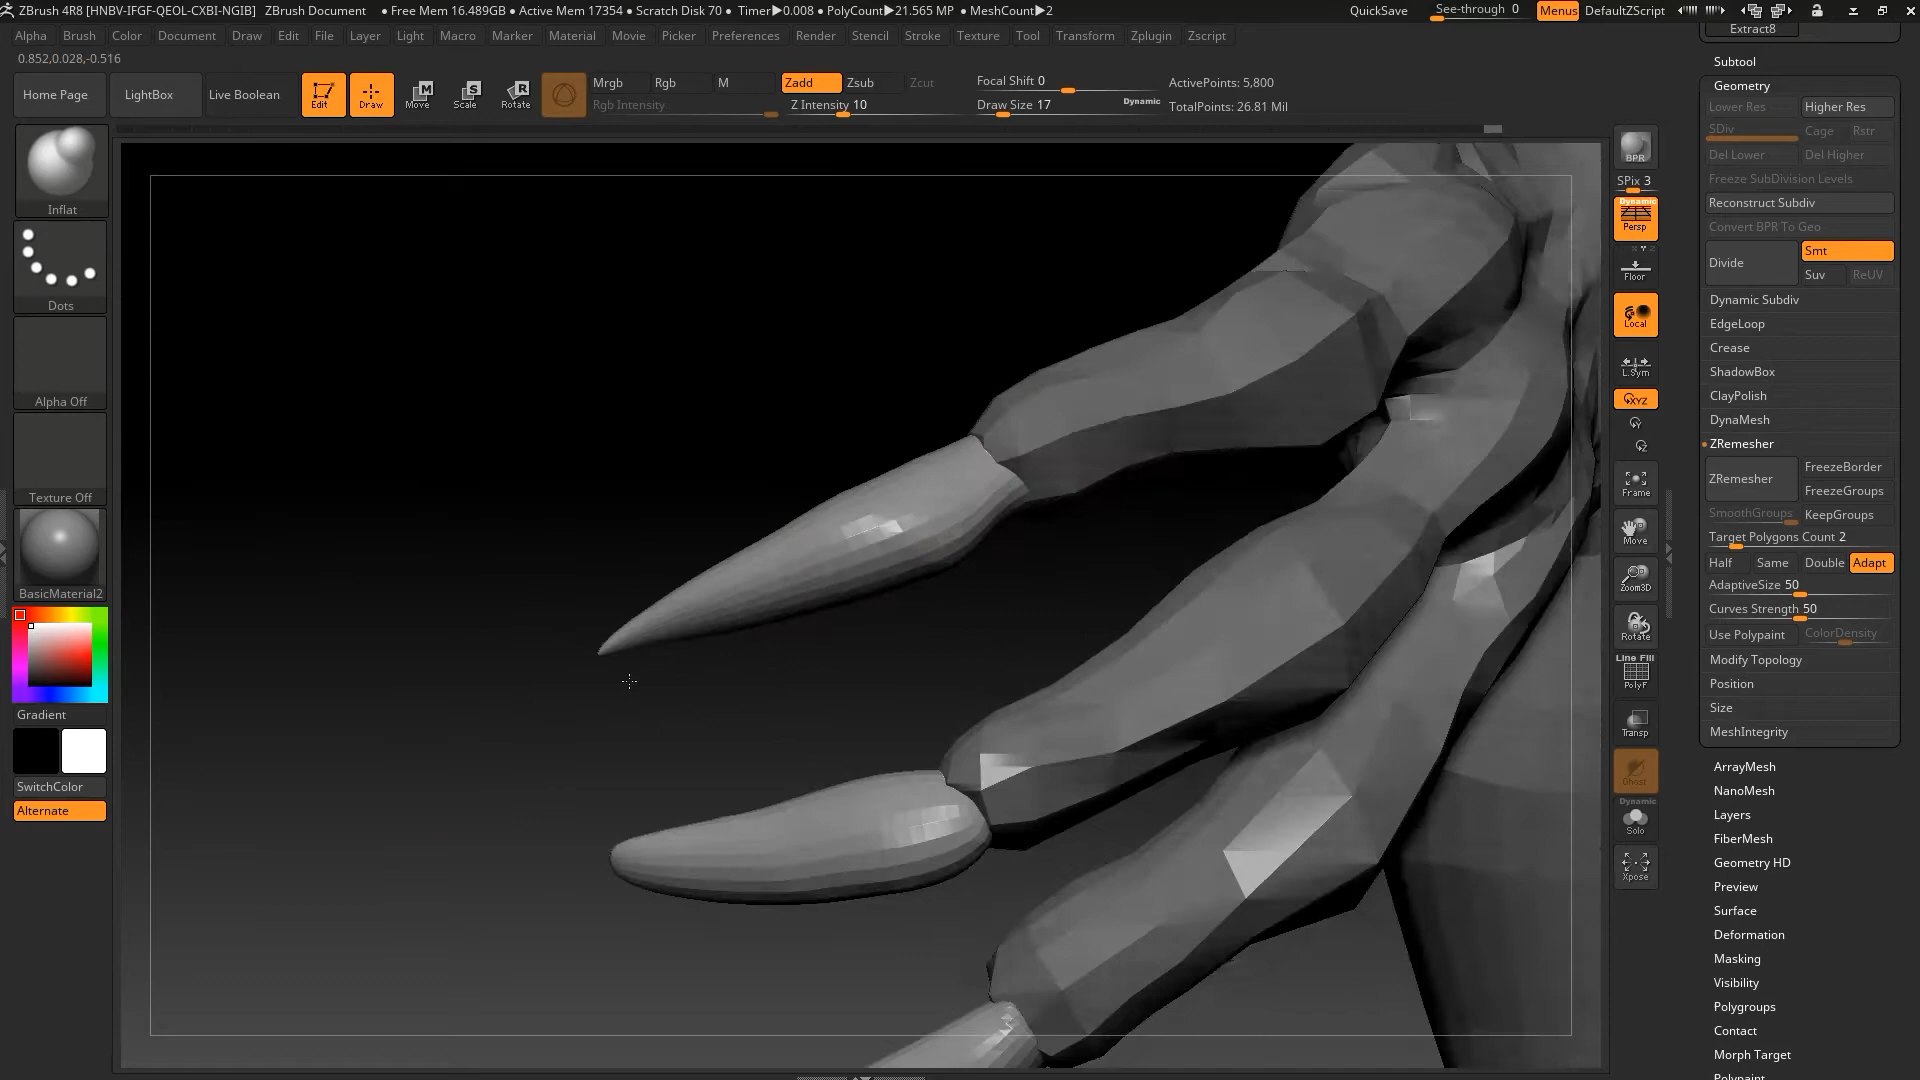 ZBrush 4R8 [HNBV-IFGF-QEOL-CXBI-NGIB] ZBrush Document • Free Mem 16.489GB • Active Mem 17354 • Scratch Disk 70 • Timer▶0.008 • PolyCount▶21.565 MP • MeshCount▶2 QuickSave See-through 0 Menus DefaultZScript
Alpha Brush Color Document Draw Edit File Layer Light Macro Marker Material Movie Picker Preferences Render Stencil Stroke Texture Tool Transform Zplugin Zscript
0.852,0.028,-0.516
Home Page LightBox Live Boolean Edit Draw Move Scale Rotate
Mrgb Rgb M Zadd Zsub Zcut Focal Shift 0 ActivePoints: 5,800
Rgb Intensity Z Intensity 10 Draw Size 17 Dynamic TotalPoints: 26.81 Mil
Inflat
Dots
Alpha Off
Texture Off
BasicMaterial2
Gradient
SwitchColor
Alternate
BPR
SPix 3
Dynamic
Persp
Floor
Local
L.Sym
XYZ
Frame
Move
Zoom3D
Rotate
Line Fill
PolyF
Transp
Ghost
Dynamic
Solo
Xpose
Extract8
Subtool
Geometry
Lower Res Higher Res
SDiv Cage Rstr
Del Lower Del Higher
Freeze SubDivision Levels
Reconstruct Subdiv
Convert BPR To Geo
Divide Smt
Suv ReUV
Dynamic Subdiv
EdgeLoop
Crease
ShadowBox
ClayPolish
DynaMesh
ZRemesher
ZRemesher FreezeBorder
FreezeGroups
SmoothGroups KeepGroups
Target Polygons Count 2
Half Same Double Adapt
AdaptiveSize 50
Curves Strength 50
Use Polypaint ColorDensity
Modify Topology
Position
Size
MeshIntegrity
ArrayMesh
NanoMesh
Layers
FiberMesh
Geometry HD
Preview
Surface
Deformation
Masking
Visibility
Polygroups
Contact
Morph Target
Polypaint